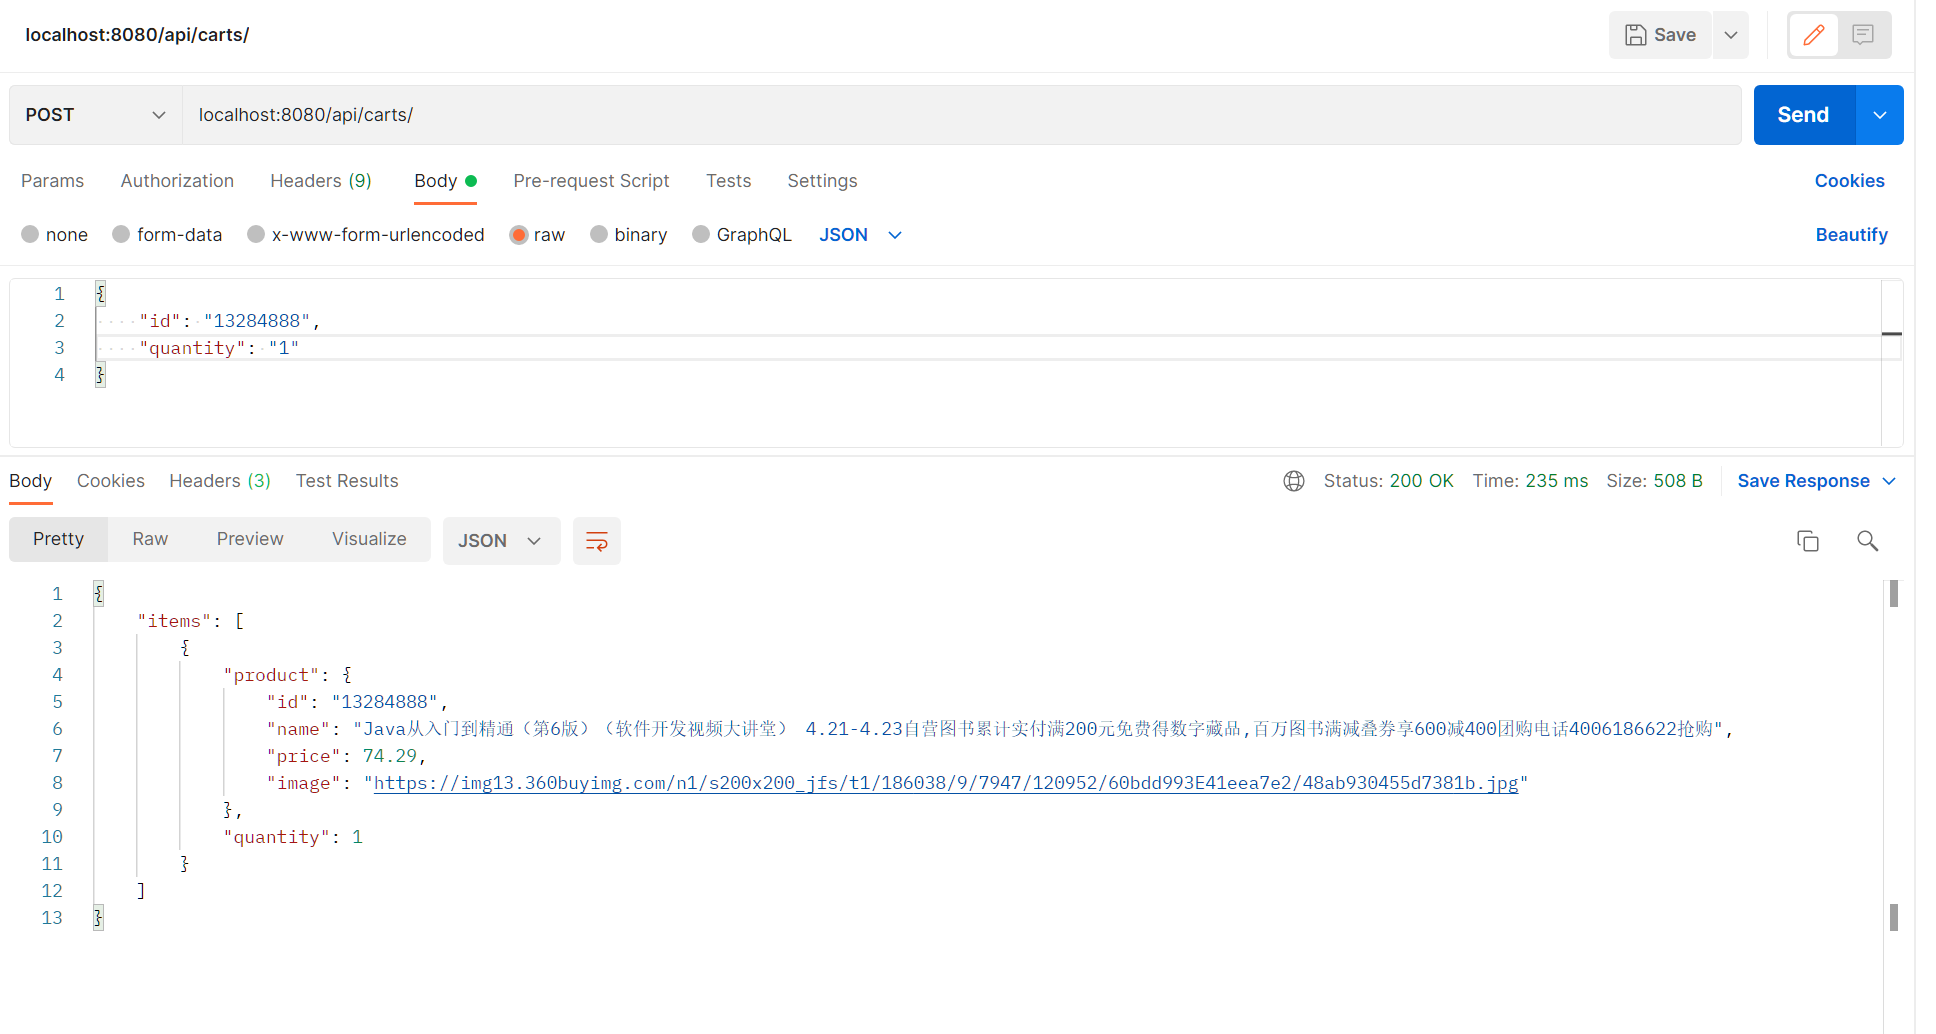 localhost:8080/api/carts/
Save
POST
localhost:8080/api/carts/
Send
Params Authorization Headers (9) Body Pre-request Script Tests Settings Cookies
none form-data x-www-form-urlencoded raw binary GraphQL JSON Beautify
1 {
2 "id": "13284888",
3 "quantity": "1"
4 }
Body Cookies Headers (3) Test Results Status: 200 OK Time: 235 ms Size: 508 B Save Response
Pretty Raw Preview Visualize JSON
1 {
2 "items": [
3 {
4 "product": {
5 "id": "13284888",
6 "name": "Java从入门到精通（第6版）（软件开发视频大讲堂） 4.21-4.23自营图书累计实付满200元免费得数字藏品,百万图书满减叠券享600减400团购电话4006186622抢购",
7 "price": 74.29,
8 "image": "https://img13.360buyimg.com/n1/s200x200_jfs/t1/186038/9/7947/120952/60bdd993E41eea7e2/48ab930455d7381b.jpg"
9 },
10 "quantity": 1
11 }
12 ]
13 }